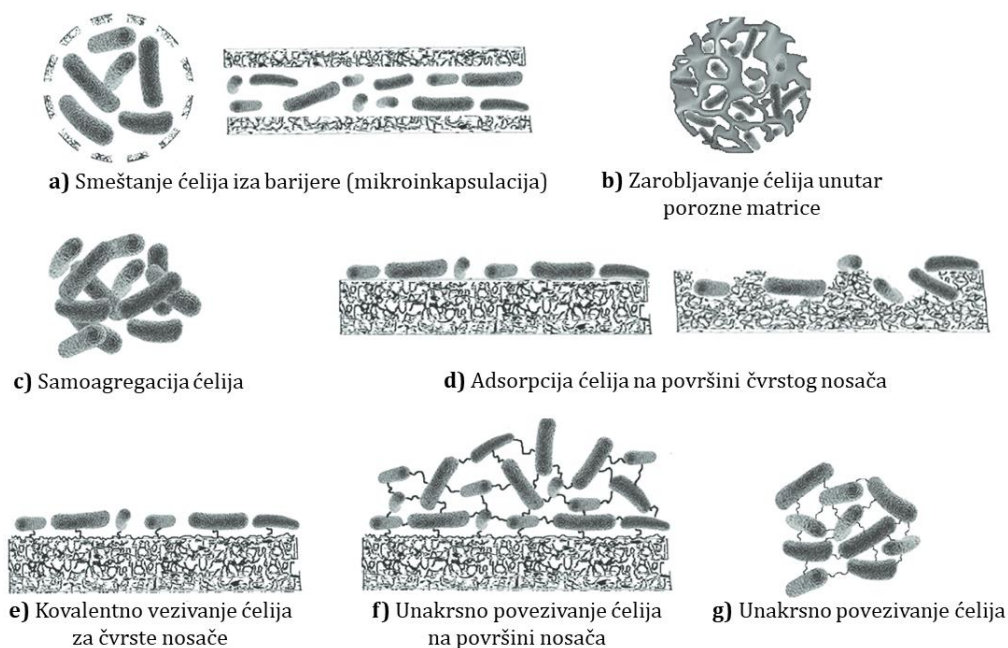 a) Smeštanje ćelija iza barijere (mikroinkapsulacija)
b) Zarobljavanje ćelija unutar
porozne matrice
c) Samoagregacija ćelija
d) Adsorpcija ćelija na površini čvrstog nosača
e) Kovalentno vezivanje ćelija
za čvrste nosače
f) Unakrsno povezivanje ćelija
na površini nosača
g) Unakrsno povezivanje ćelija